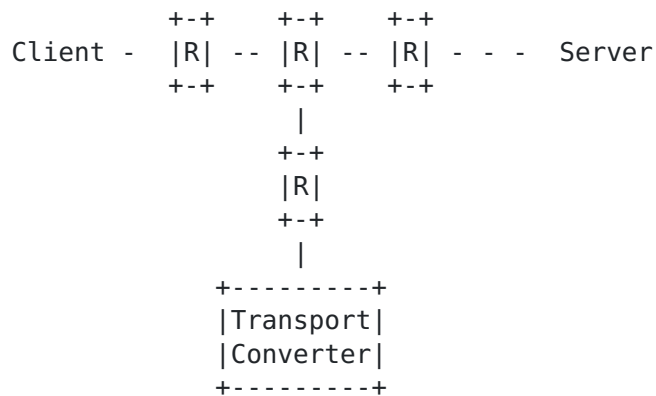 +-+     +-+    +-+
Client -  |R| -- |R| -- |R| - - -  Server
+-+     +-+    +-+
|
+-+
|R|
+-+
|
+---------+
|Transport|
|Converter|
+---------+